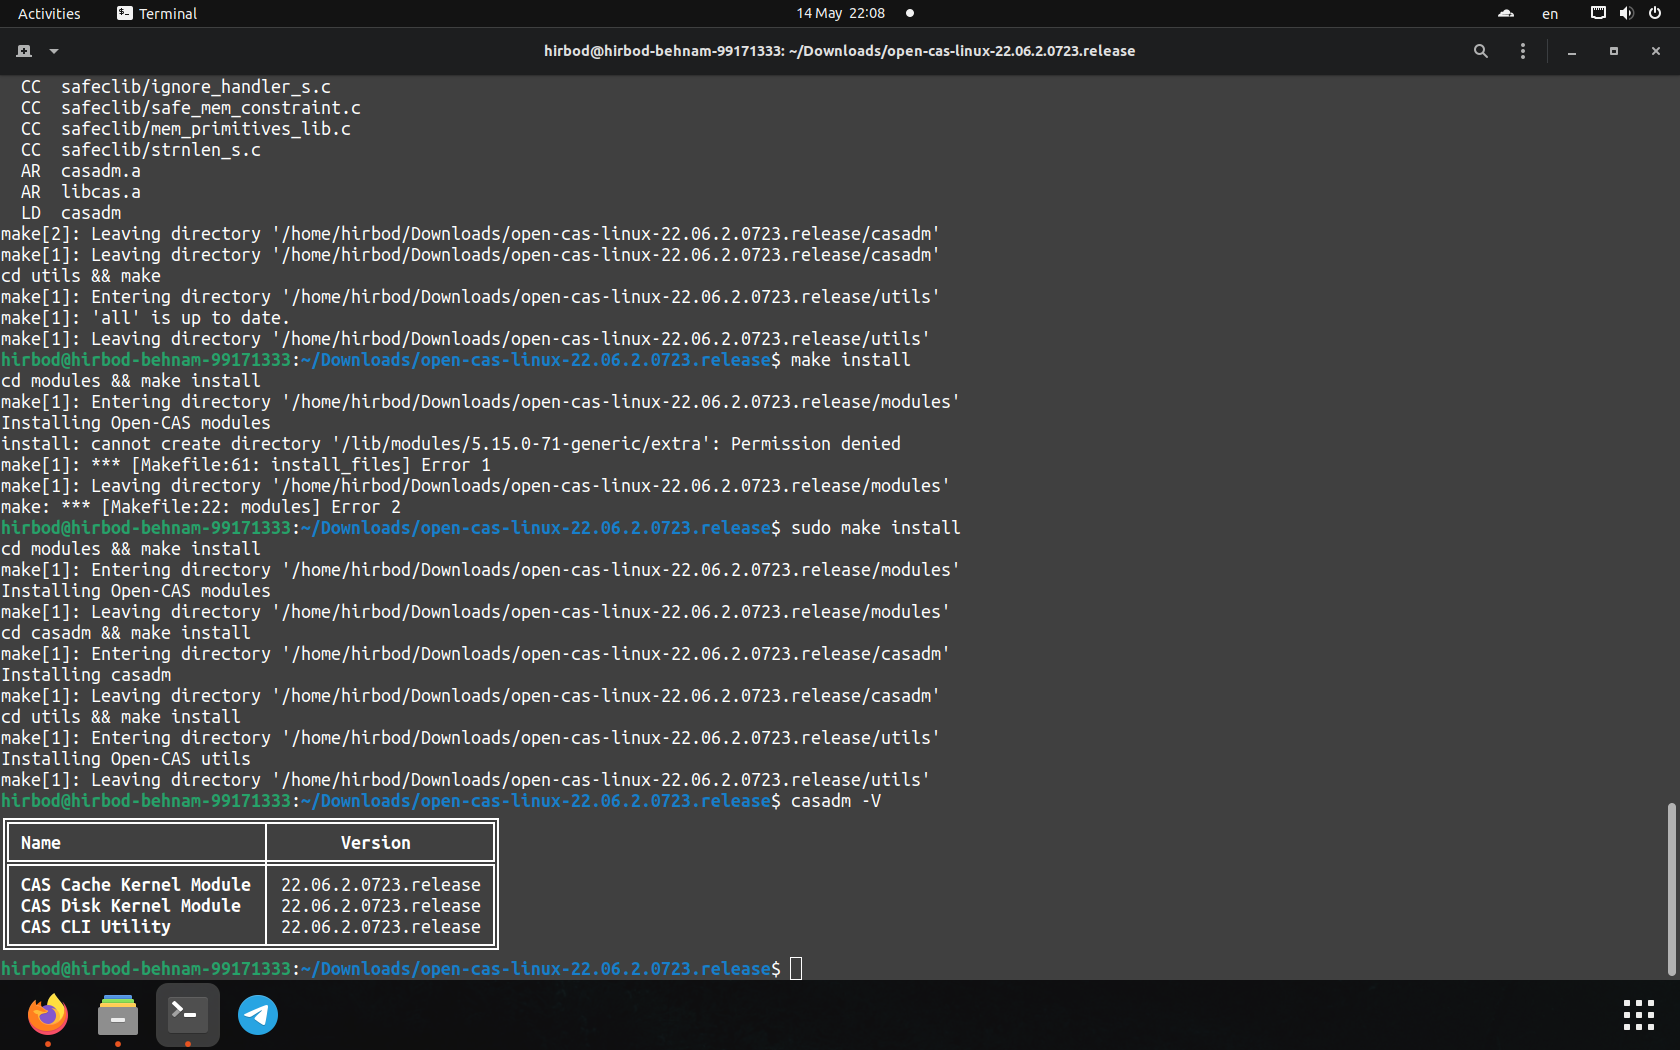 Activities Terminal 14 May 22:08 en
hirbod@hirbod-behnam-99171333: ~/Downloads/open-cas-linux-22.06.2.0723.release
CC safeclib/ignore_handler_s.c
CC safeclib/safe_mem_constraint.c
CC safeclib/mem_primitives_lib.c
CC safeclib/strnlen_s.c
AR casadm.a
AR libcas.a
LD casadm
make[2]: Leaving directory '/home/hirbod/Downloads/open-cas-linux-22.06.2.0723.release/casadm'
make[1]: Leaving directory '/home/hirbod/Downloads/open-cas-linux-22.06.2.0723.release/casadm'
cd utils && make
make[1]: Entering directory '/home/hirbod/Downloads/open-cas-linux-22.06.2.0723.release/utils'
make[1]: 'all' is up to date.
make[1]: Leaving directory '/home/hirbod/Downloads/open-cas-linux-22.06.2.0723.release/utils'
hirbod@hirbod-behnam-99171333:~/Downloads/open-cas-linux-22.06.2.0723.release$ make install
cd modules && make install
make[1]: Entering directory '/home/hirbod/Downloads/open-cas-linux-22.06.2.0723.release/modules'
Installing Open-CAS modules
install: cannot create directory '/lib/modules/5.15.0-71-generic/extra': Permission denied
make[1]: *** [Makefile:61: install_files] Error 1
make[1]: Leaving directory '/home/hirbod/Downloads/open-cas-linux-22.06.2.0723.release/modules'
make: *** [Makefile:22: modules] Error 2
hirbod@hirbod-behnam-99171333:~/Downloads/open-cas-linux-22.06.2.0723.release$ sudo make install
cd modules && make install
make[1]: Entering directory '/home/hirbod/Downloads/open-cas-linux-22.06.2.0723.release/modules'
Installing Open-CAS modules
make[1]: Leaving directory '/home/hirbod/Downloads/open-cas-linux-22.06.2.0723.release/modules'
cd casadm && make install
make[1]: Entering directory '/home/hirbod/Downloads/open-cas-linux-22.06.2.0723.release/casadm'
Installing casadm
make[1]: Leaving directory '/home/hirbod/Downloads/open-cas-linux-22.06.2.0723.release/casadm'
cd utils && make install
make[1]: Entering directory '/home/hirbod/Downloads/open-cas-linux-22.06.2.0723.release/utils'
Installing Open-CAS utils
make[1]: Leaving directory '/home/hirbod/Downloads/open-cas-linux-22.06.2.0723.release/utils'
hirbod@hirbod-behnam-99171333:~/Downloads/open-cas-linux-22.06.2.0723.release$ casadm -V
Name Version
CAS Cache Kernel Module 22.06.2.0723.release
CAS Disk Kernel Module 22.06.2.0723.release
CAS CLI Utility 22.06.2.0723.release
hirbod@hirbod-behnam-99171333:~/Downloads/open-cas-linux-22.06.2.0723.release$